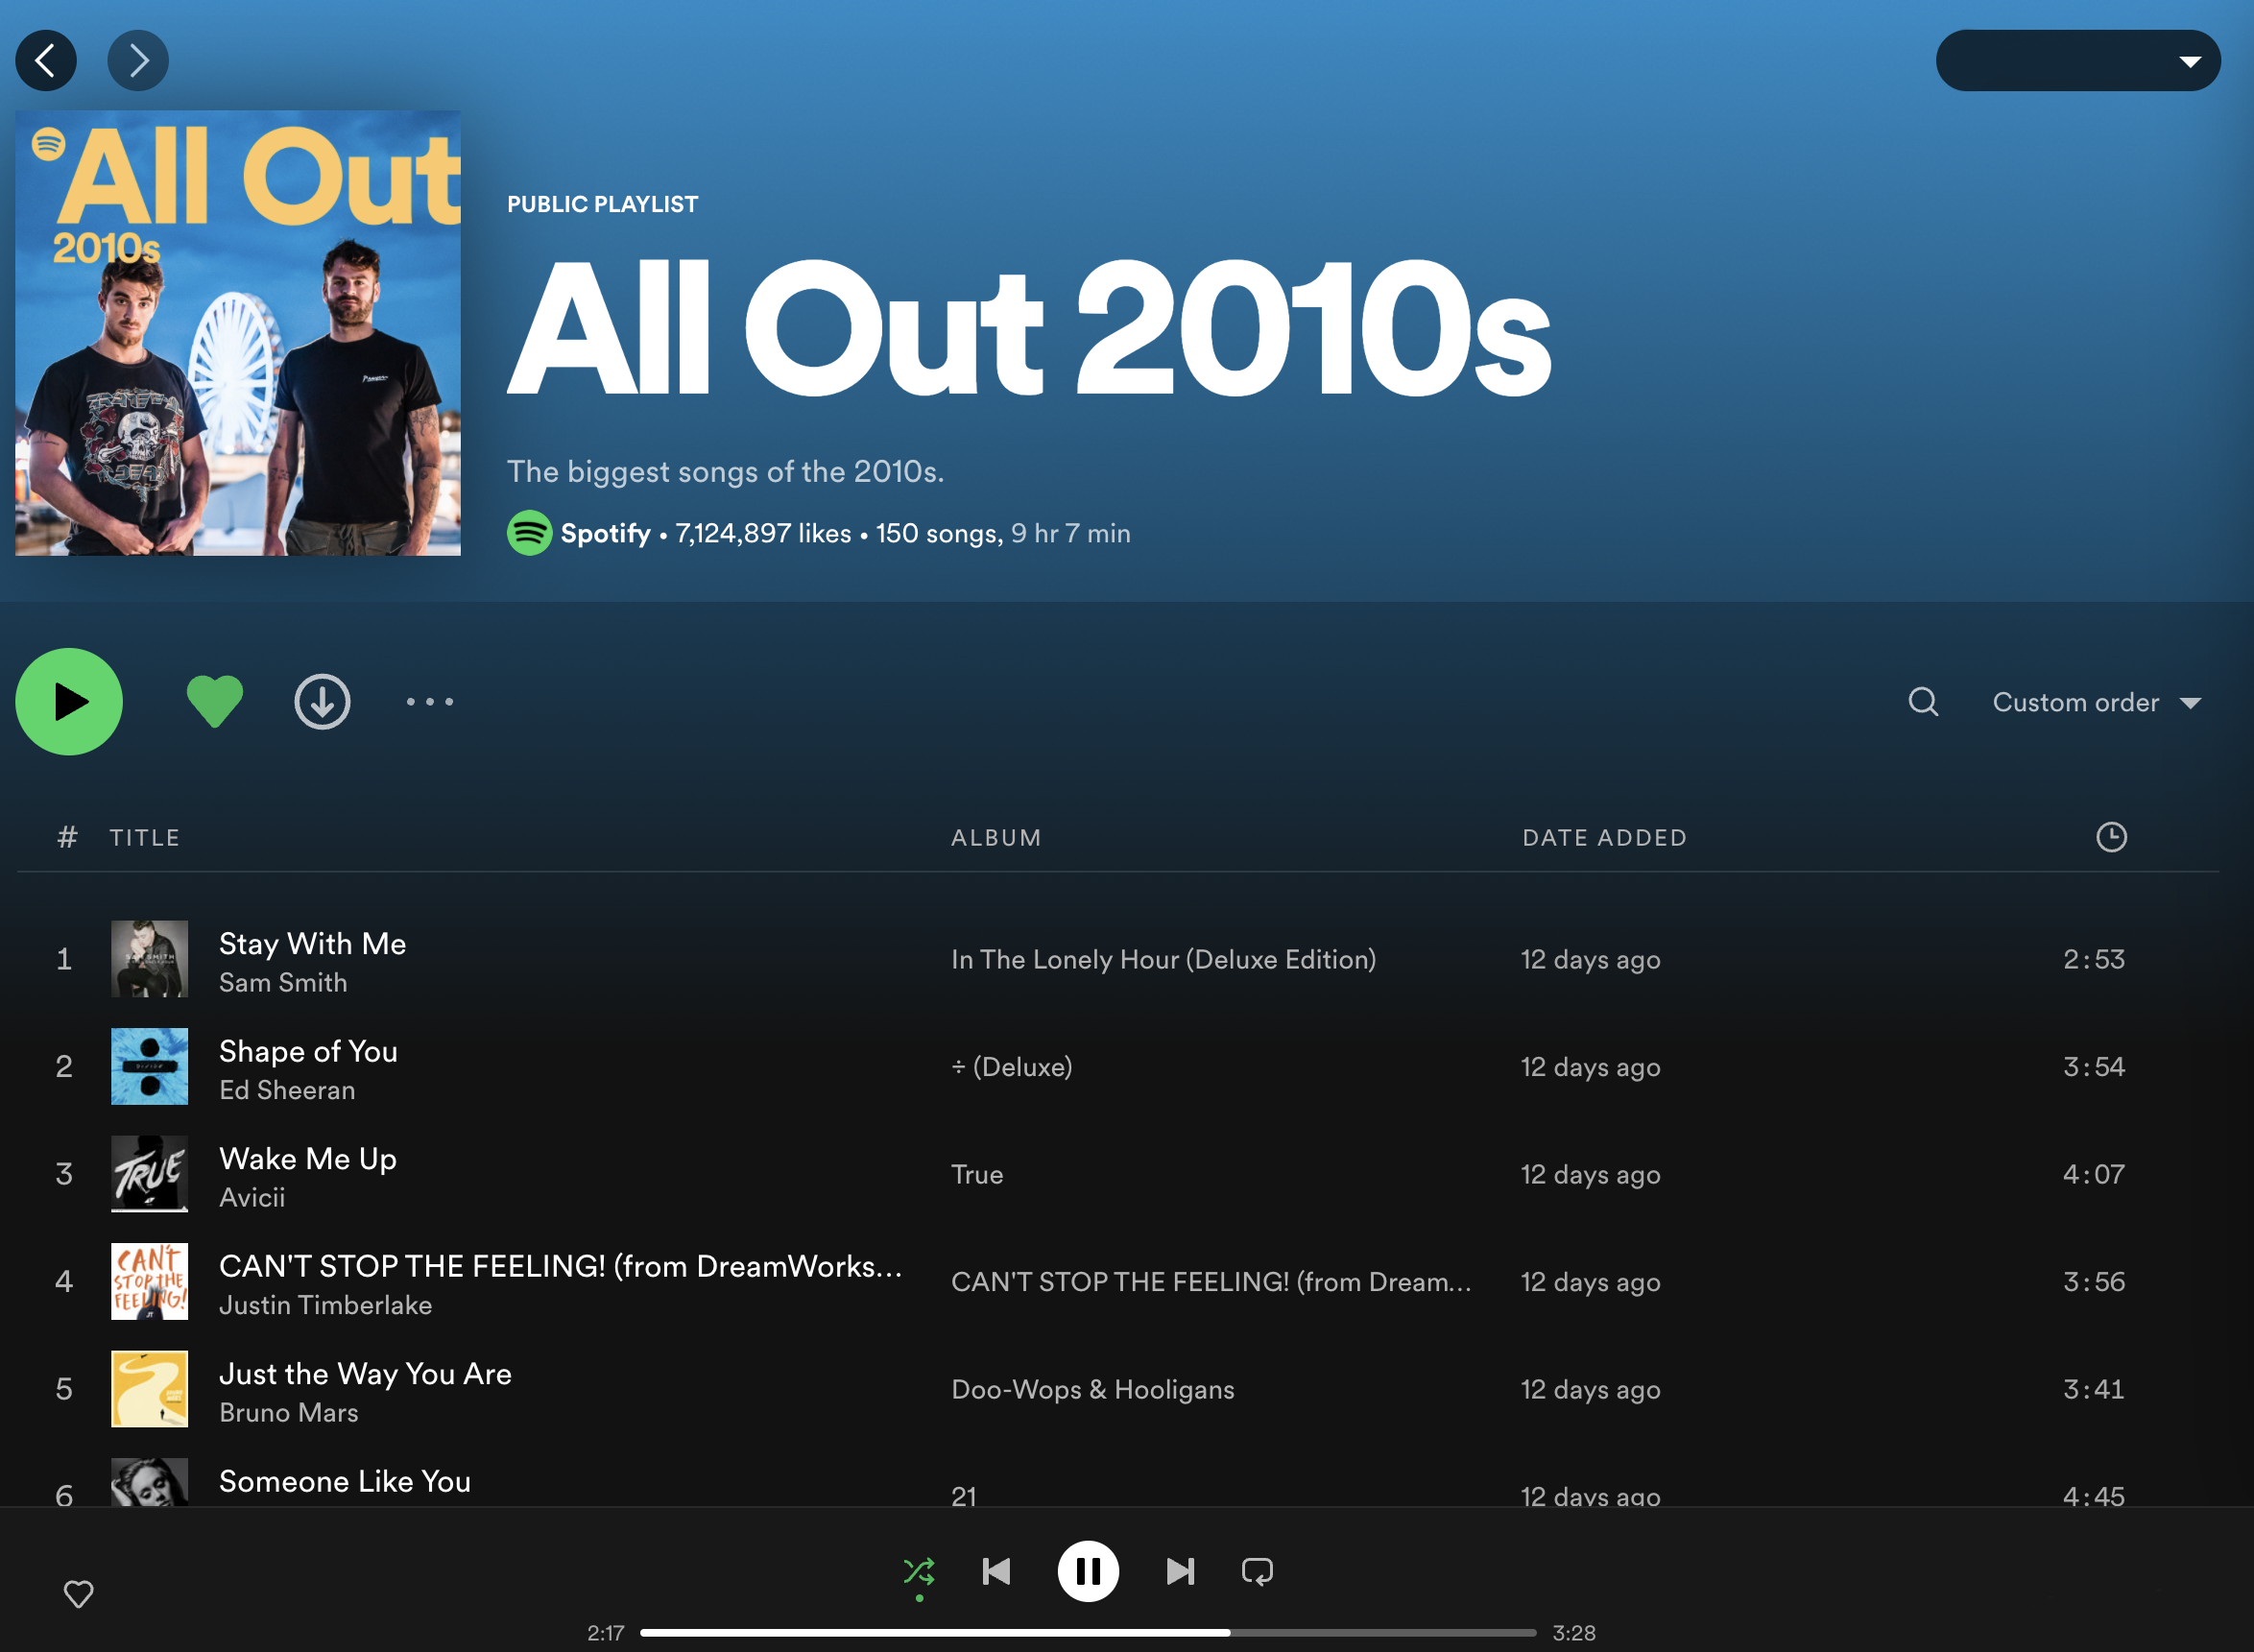 All Out
2010s
PUBLIC PLAYLIST
All Out 2010s
The biggest songs of the 2010s.
Spotify • 7,124,897 likes • 150 songs, 9 hr 7 min
Custom order
# TITLE ALBUM DATE ADDED
1 Stay With Me In The Lonely Hour (Deluxe Edition) 12 days ago 2:53
Sam Smith
2 Shape of You ÷ (Deluxe) 12 days ago 3:54
Ed Sheeran
3 TRUE Wake Me Up True 12 days ago 4:07
Avicii
4 CAN'T STOP THE FEELING! CAN'T STOP THE FEELING! (from DreamWorks... CAN'T STOP THE FEELING! (from Dream... 12 days ago 3:56
Justin Timberlake
5 Just the Way You Are Doo-Wops & Hooligans 12 days ago 3:41
Bruno Mars
6 Someone Like You 21 12 days ago 4:45
2:17 3:28